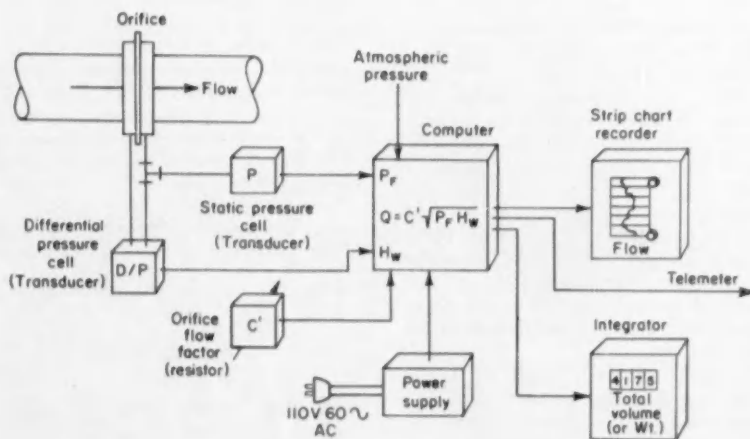 Orifice
Flow
Atmospheric
pressure
Computer
Strip chart
recorder
P
P_F
Static pressure
cell
(Transducer)
Q = C' √P_F H_W
Flow
Differential
pressure
cell
(Transducer)
D/P
H_W
Telemeter
Orifice
flow
factor
(resistor)
C'
Integrator
4 1 7 5
Total
volume
(or Wt.)
Power
supply
110V 60 ~
AC